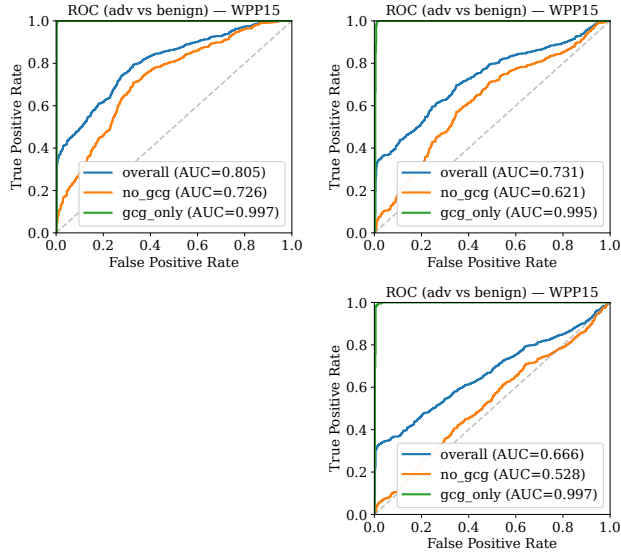 ROC (adv vs benign) — WPP15
True Positive Rate
1.0
0.8
0.6
0.4
0.2
0.0
overall (AUC=0.805)
no_gcg (AUC=0.726)
gcg_only (AUC=0.997)
0.0 0.2 0.4 0.6 0.8 1.0
False Positive Rate
ROC (adv vs benign) — WPP15
True Positive Rate
1.0
0.8
0.6
0.4
0.2
0.0
overall (AUC=0.731)
no_gcg (AUC=0.621)
gcg_only (AUC=0.995)
0.0 0.2 0.4 0.6 0.8 1.0
False Positive Rate
ROC (adv vs benign) — WPP15
True Positive Rate
1.0
0.8
0.6
0.4
0.2
0.0
overall (AUC=0.666)
no_gcg (AUC=0.528)
gcg_only (AUC=0.997)
0.0 0.2 0.4 0.6 0.8 1.0
False Positive Rate